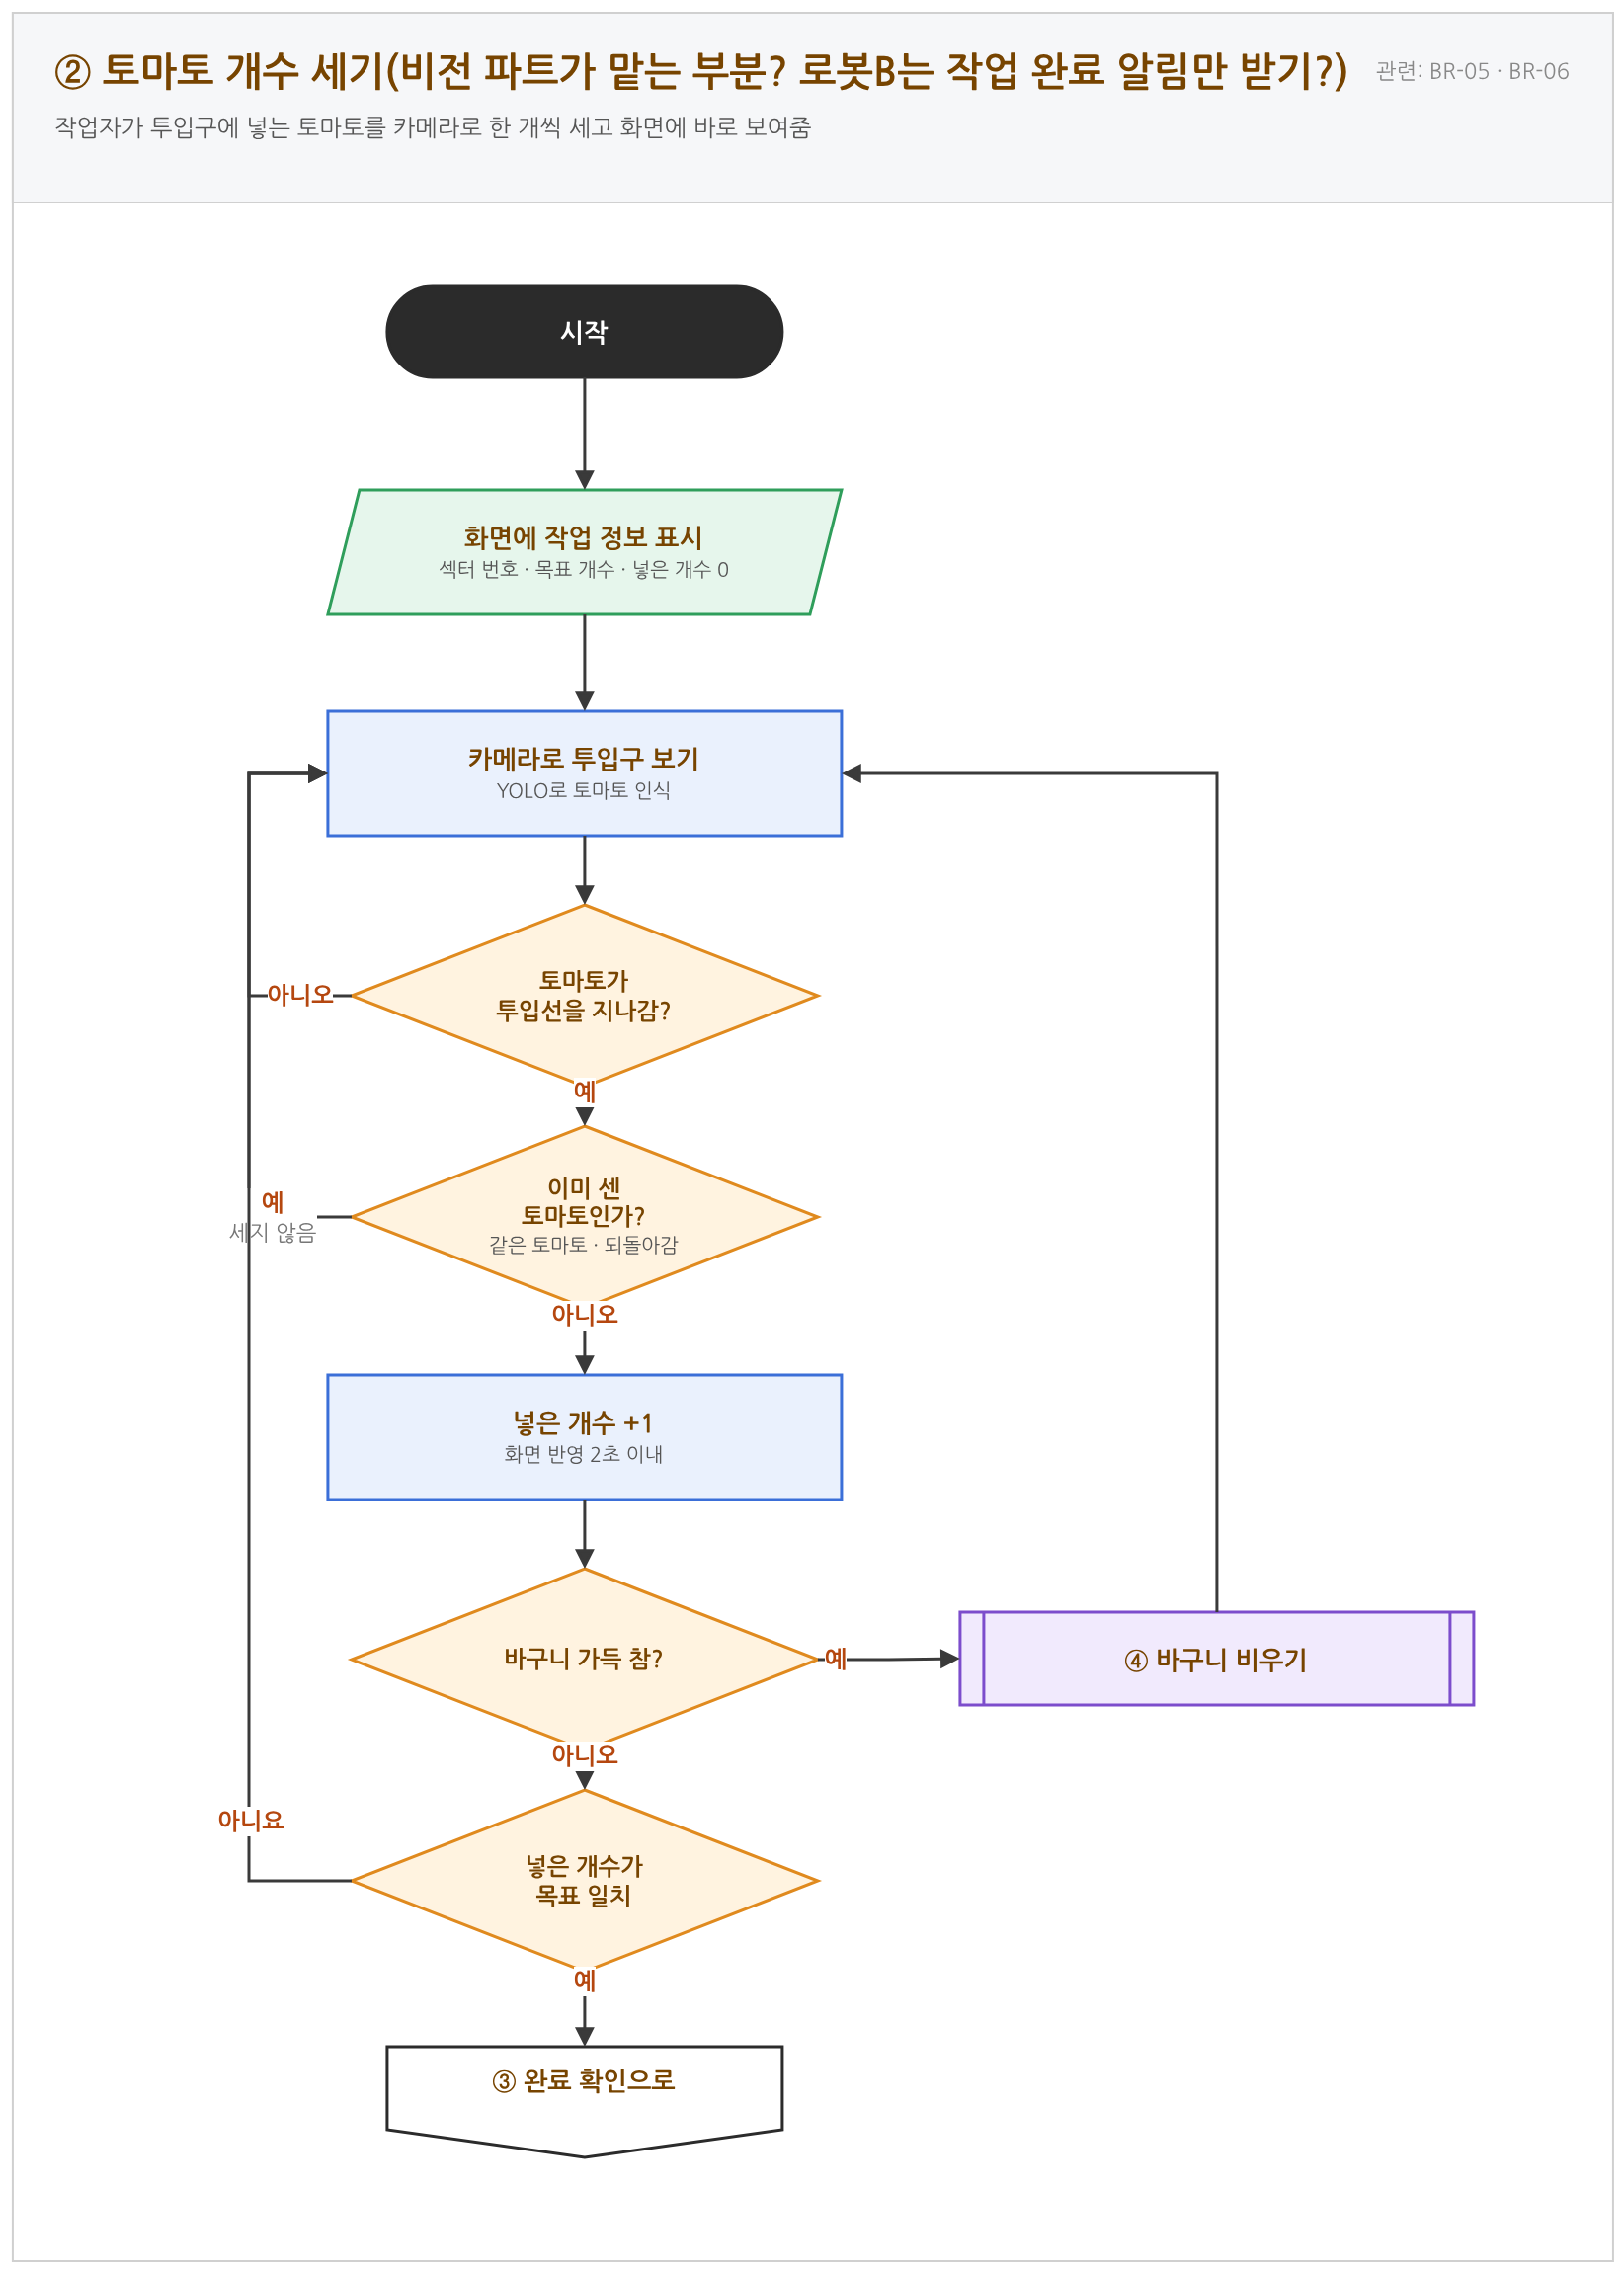 ② 토마토 개수 세기(비전 파트가 맡는 부분? 로봇B는 작업 완료 알림만 받기?)
관련: BR-05 · BR-06
작업자가 투입구에 넣는 토마토를 카메라로 한 개씩 세고 화면에 바로 보여줌
시작
화면에 작업 정보 표시
섹터 번호 · 목표 개수 · 넣은 개수 0
카메라로 투입구 보기
YOLO로 토마토 인식
토마토가
투입선을 지나감?
아니오
예
이미 센
토마토인가?
같은 토마토 · 되돌아감
예
세지 않음
아니오
넣은 개수 +1
화면 반영 2초 이내
바구니 가득 참?
예
④ 바구니 비우기
아니오
아니요
넣은 개수가
목표 일치
예
③ 완료 확인으로